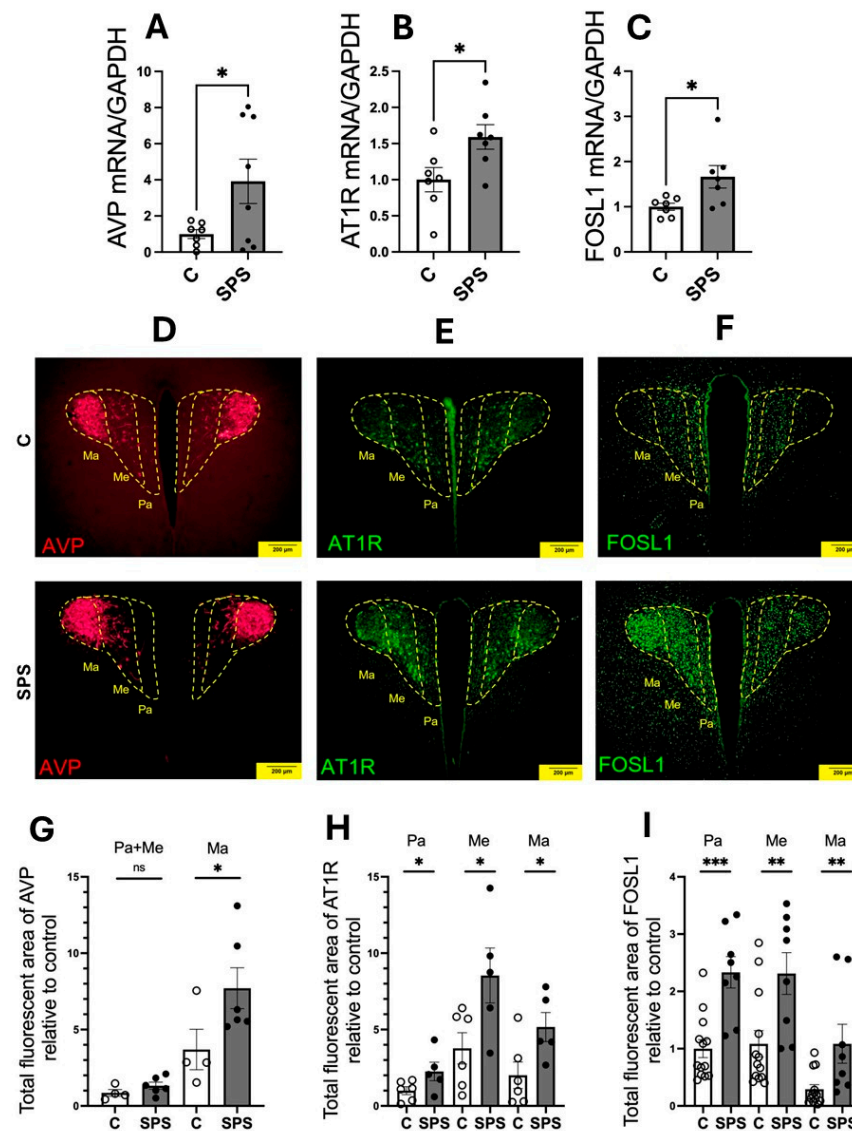 A
B
C
AVP mRNA/GAPDH
10
8
6
4
2
0
*
C
SPS
AT1R mRNA/GAPDH
2.5
2.0
1.5
1.0
0.5
0.0
*
C
SPS
FOSL1 mRNA/GAPDH
4
3
2
1
0
*
C
SPS
D
E
F
C
Ma
Me
Pa
AVP
200 µm
Ma
Me
Pa
AT1R
200 µm
Ma
Me
Pa
FOSL1
200 µm
SPS
Ma
Me
Pa
AVP
200 µm
Ma
Me
Pa
AT1R
200 µm
Ma
Me
Pa
FOSL1
200 µm
G
Total fluorescent area of AVP
relative to control
Pa+Me
Ma
ns
*
15
10
5
0
C SPS C SPS
H
Total fluorescent area of AT1R
relative to control
Pa
Me
Ma
* * *
15
10
5
0
C SPS C SPS C SPS
I
Total fluorescent area of FOSL1
relative to control
Pa
Me
Ma
*** ** **
4
3
2
1
0
C SPS C SPS C SPS